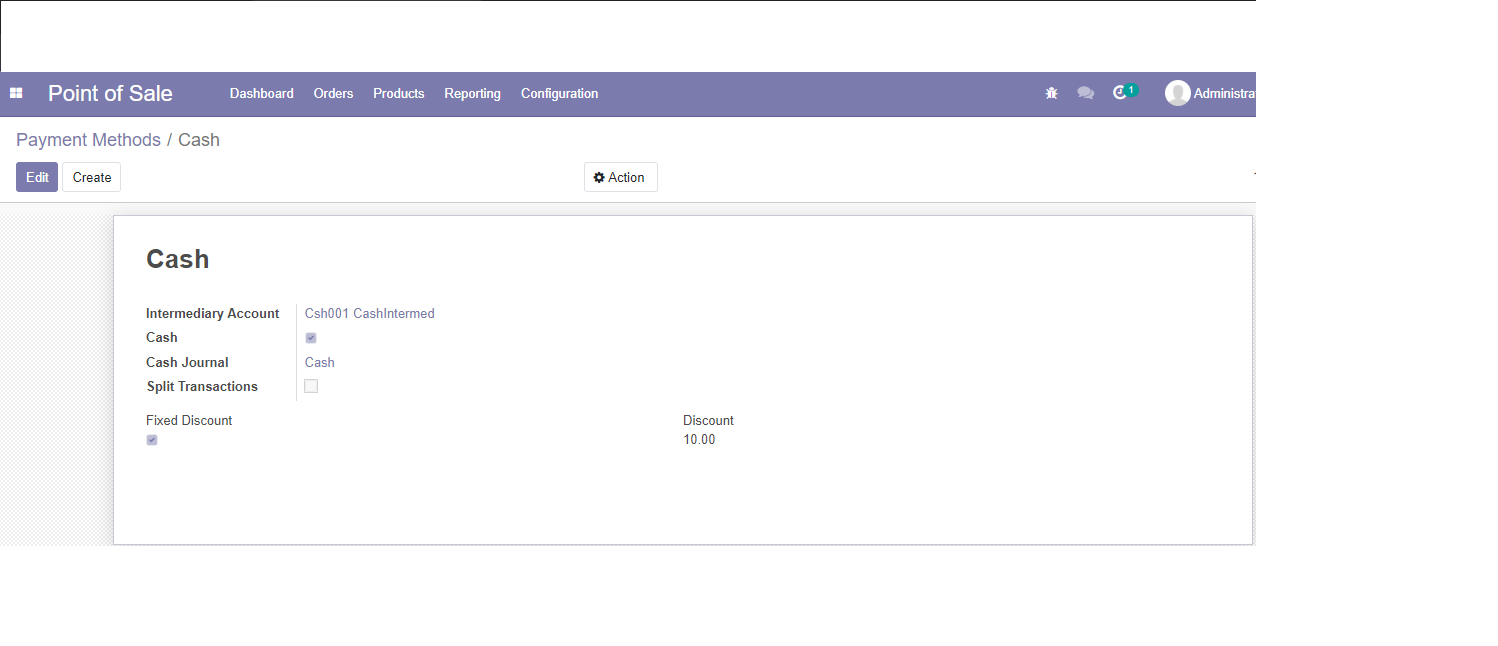 Point of Sale Dashboard Orders Products Reporting Configuration 1 Administra
Payment Methods / Cash
Edit Create Action
Cash
Intermediary Account Csh001 CashIntermed
Cash
Cash Journal Cash
Split Transactions
Fixed Discount Discount
10.00